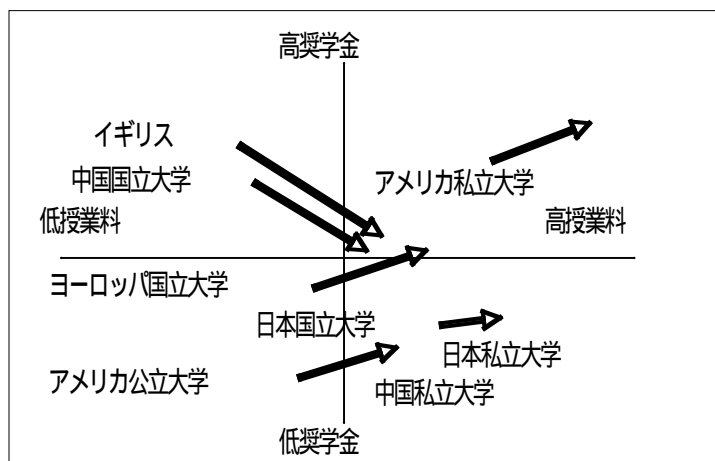 高奨学金
イギリス
中国国立大学
アメリカ私立大学
低授業料
高授業料
ヨーロッパ国立大学
日本国立大学
日本私立大学
アメリカ公立大学
中国私立大学
低奨学金